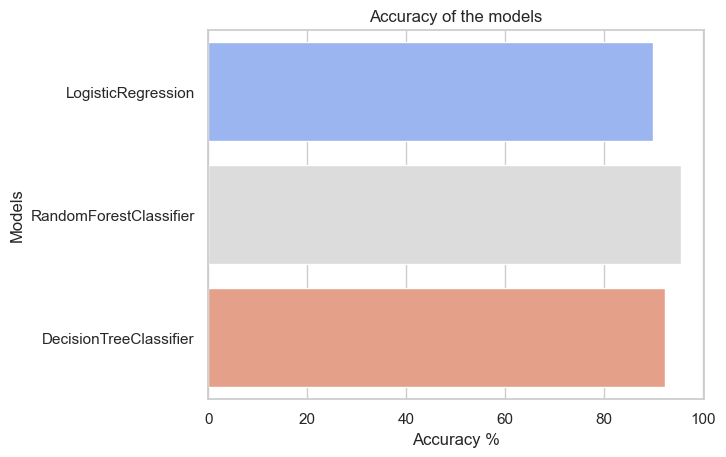 Accuracy of the models
Models
LogisticRegression
RandomForestClassifier
DecisionTreeClassifier
0 20 40 60 80 100
Accuracy %